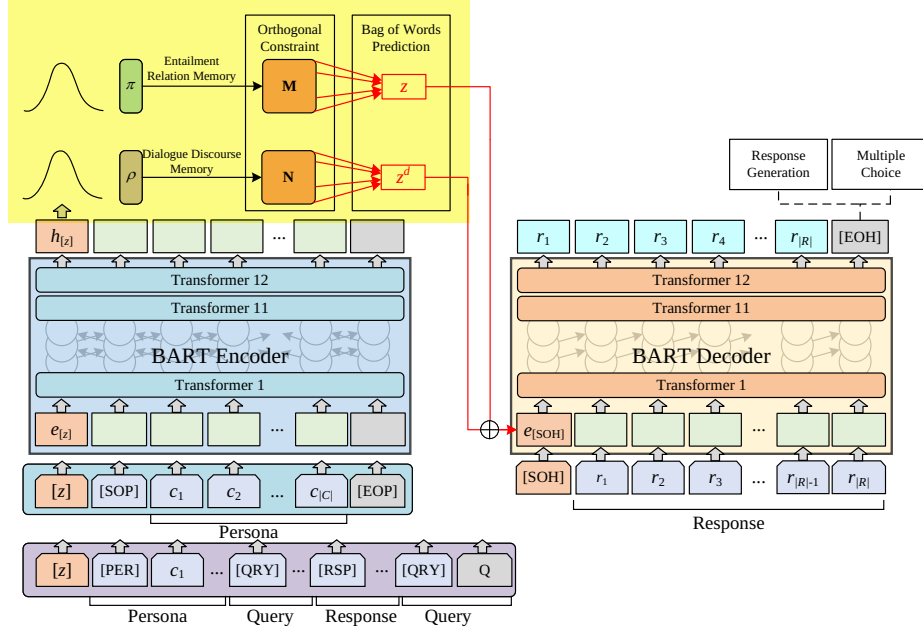 Orthogonal
Constraint
Bag of Words
Prediction
π
Entailment
Relation Memory
M
z
ρ
Dialogue Discourse
Memory
N
z^d
Response
Generation
Multiple
Choice
h[z]
...
r1
r2
r3
r4
...
r|R|
[EOH]
Transformer 12
Transformer 11
BART Encoder
Transformer 1
Transformer 12
Transformer 11
BART Decoder
Transformer 1
e[z]
...
e[SOH]
...
[z]
[SOP]
c1
c2
...
c|C|
[EOP]
Persona
[SOH]
r1
r2
r3
...
r|R|-1
r|R|
Response
[z]
[PER]
c1
...
[QRY]
...
[RSP]
...
[QRY]
Q
Persona
Query
Response
Query